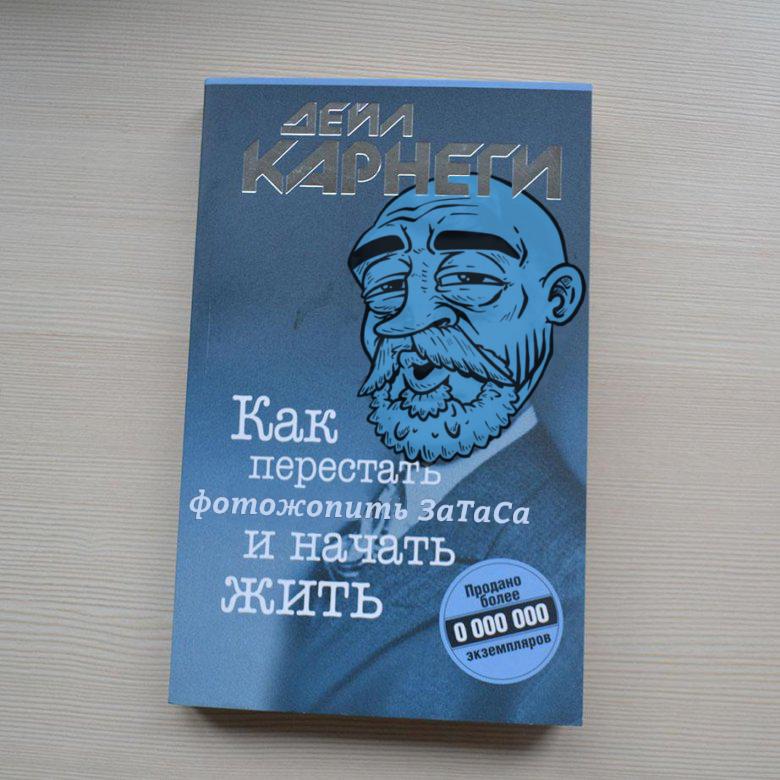 ДЕЙЛ
КАРНЕГИ
Как
перестать
фотожопить ЗаТаСа
и начать
жить
Продано
более
0 000 000
экземпляров